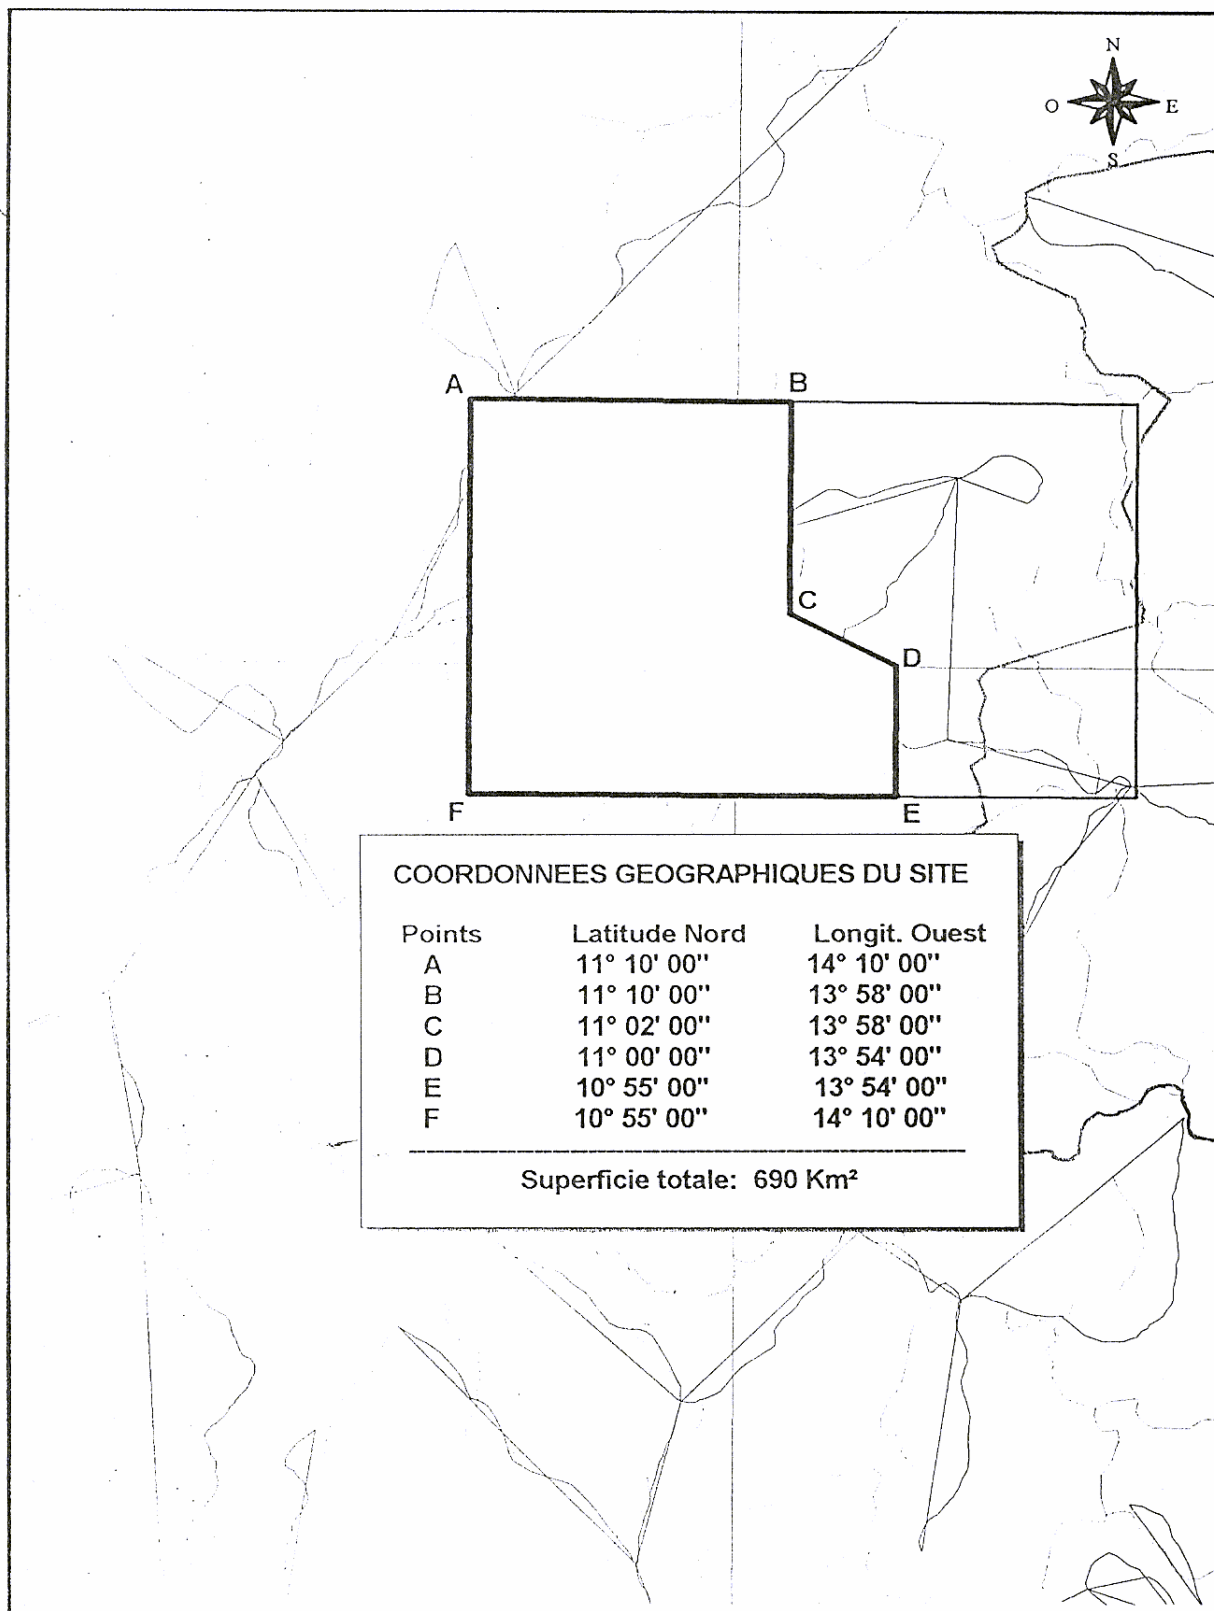 N
O E
S
A B
C
D
F E
COORDONNEES GEOGRAPHIQUES DU SITE
Points Latitude Nord Longit. Ouest
A 11° 10' 00" 14° 10' 00"
B 11° 10' 00" 13° 58' 00"
C 11° 02' 00" 13° 58' 00"
D 11° 00' 00" 13° 54' 00"
E 10° 55' 00" 13° 54' 00"
F 10° 55' 00" 14° 10' 00"
Superficie totale: 690 Km²